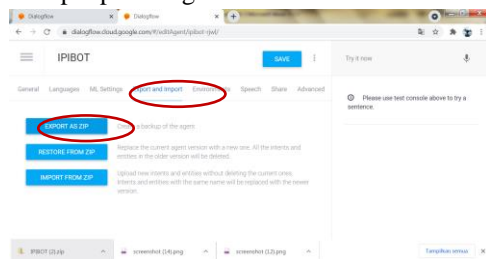 Dialogflow
Dialogflow
dialogflow.cloud.google.com/#/editAgent/ipibot-rjwl/
IPIBOT
SAVE
Try it now
General Languages ML Settings Export and Import Environments Speech Share Advanced
Please use test console above to try a
sentence.
EXPORT AS ZIP
Create a backup of the agent
RESTORE FROM ZIP
Replace the current agent version with a new one. All the intents and
entities in the older version will be deleted.
IMPORT FROM ZIP
Upload new intents and entities without deleting the current ones.
Intents and entities with the same name will be replaced with the newer
version.
IPIBOT (2).zip
screenshot (14).png
screenshot (12).png
Tampilkan semua